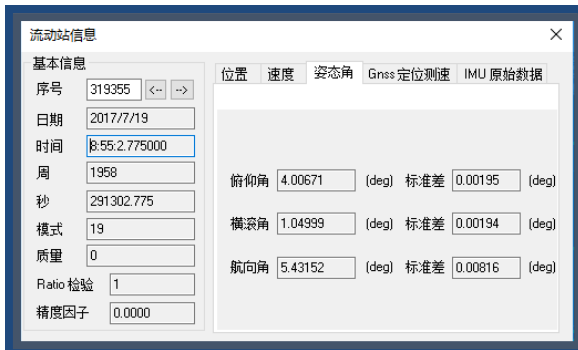 流动站信息
基本信息
序号 319355 <-- -->
日期 2017/7/19
时间 8:55:2.775000
周 1958
秒 291302.775
模式 19
质量 0
Ratio 检验 1
精度因子 0.0000
位置 速度 姿态角 Gnss 定位测速 IMU 原始数据
俯仰角 4.00671 (deg) 标准差 0.00195 (deg)
横滚角 1.04999 (deg) 标准差 0.00194 (deg)
航向角 5.43152 (deg) 标准差 0.00816 (deg)